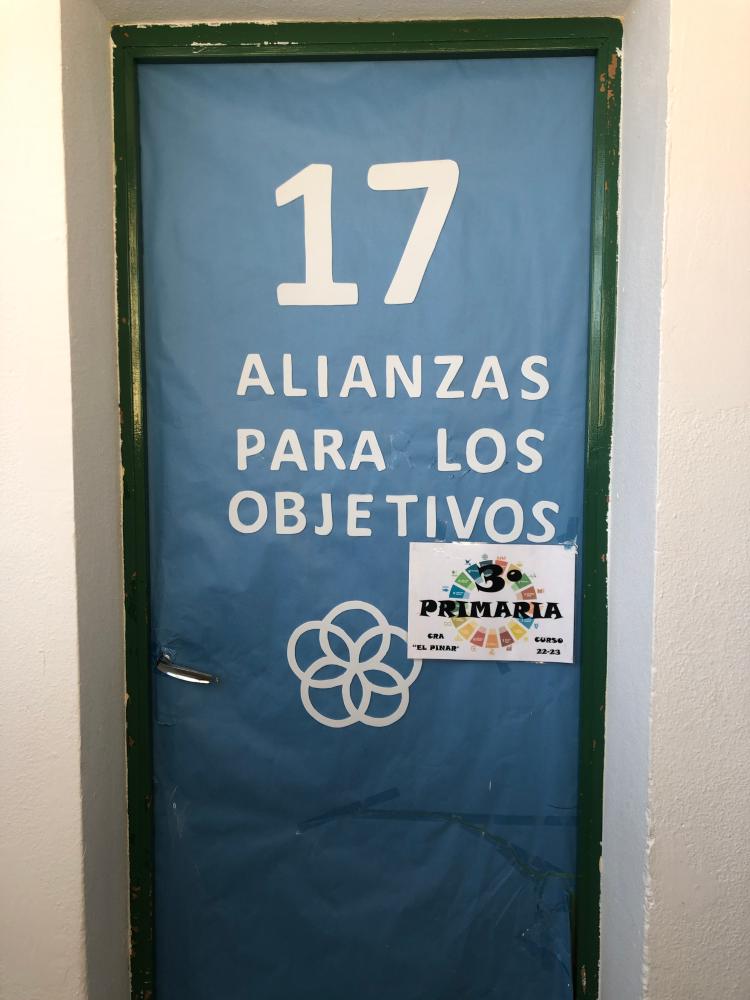 17
ALIANZAS
PARA LOS
OBJETIVOS
3º
PRIMARIA
CRA
"EL PINAR"
CURSO
22-23